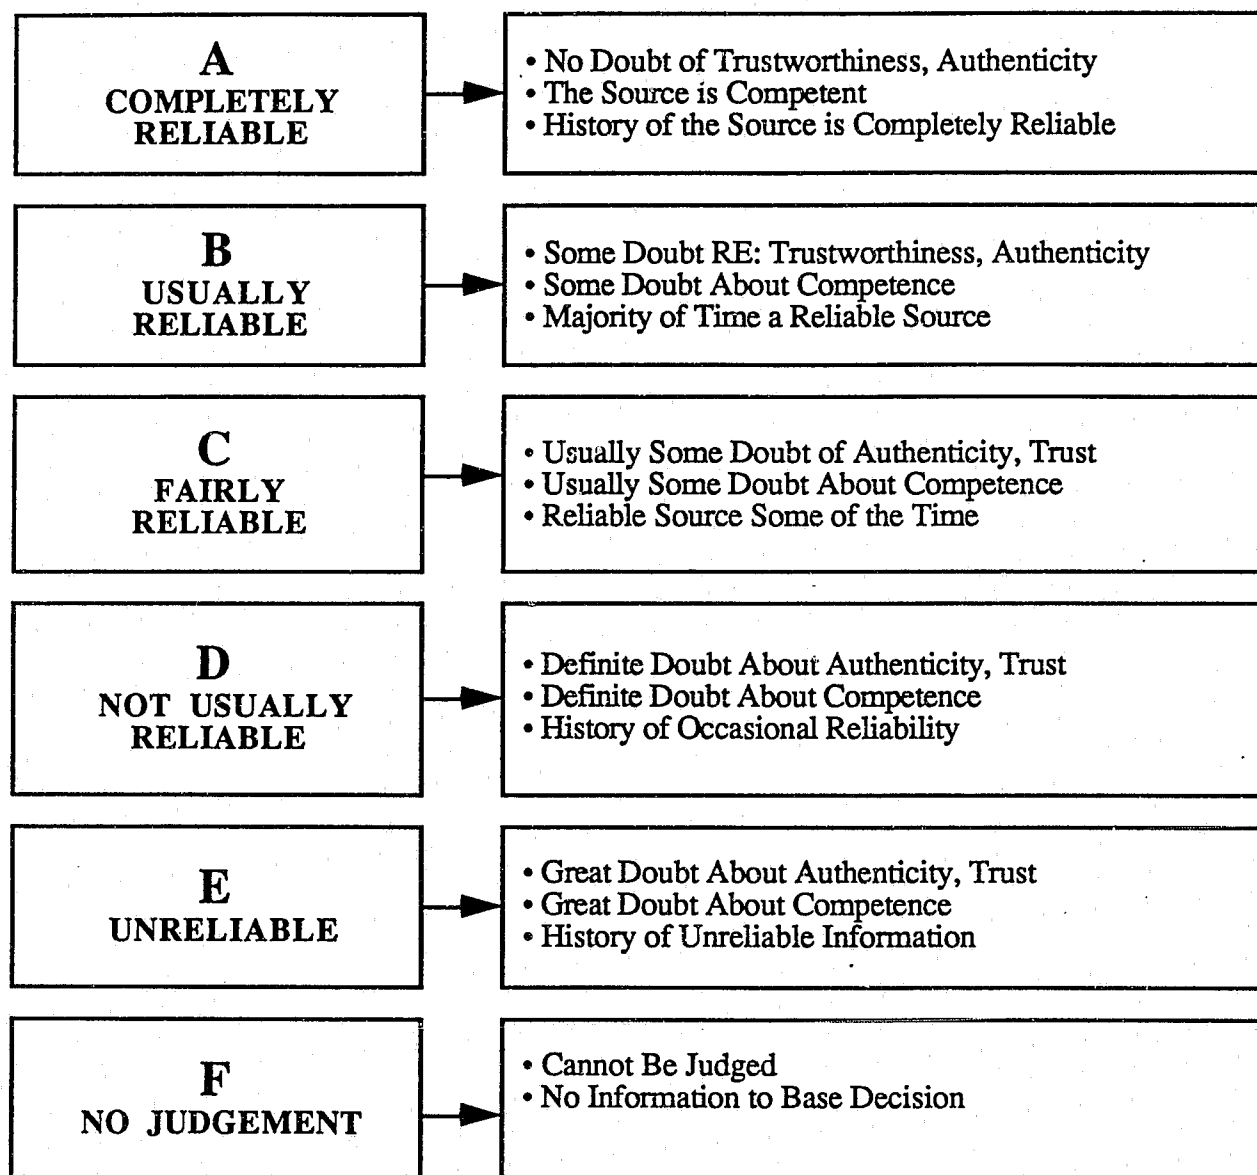 A
COMPLETELY
RELIABLE
• No Doubt of Trustworthiness, Authenticity
• The Source is Competent
• History of the Source is Completely Reliable
B
USUALLY
RELIABLE
• Some Doubt RE: Trustworthiness, Authenticity
• Some Doubt About Competence
• Majority of Time a Reliable Source
C
FAIRLY
RELIABLE
• Usually Some Doubt of Authenticity, Trust
• Usually Some Doubt About Competence
• Reliable Source Some of the Time
D
NOT USUALLY
RELIABLE
• Definite Doubt About Authenticity, Trust
• Definite Doubt About Competence
• History of Occasional Reliability
E
UNRELIABLE
• Great Doubt About Authenticity, Trust
• Great Doubt About Competence
• History of Unreliable Information
F
NO JUDGEMENT
• Cannot Be Judged
• No Information to Base Decision